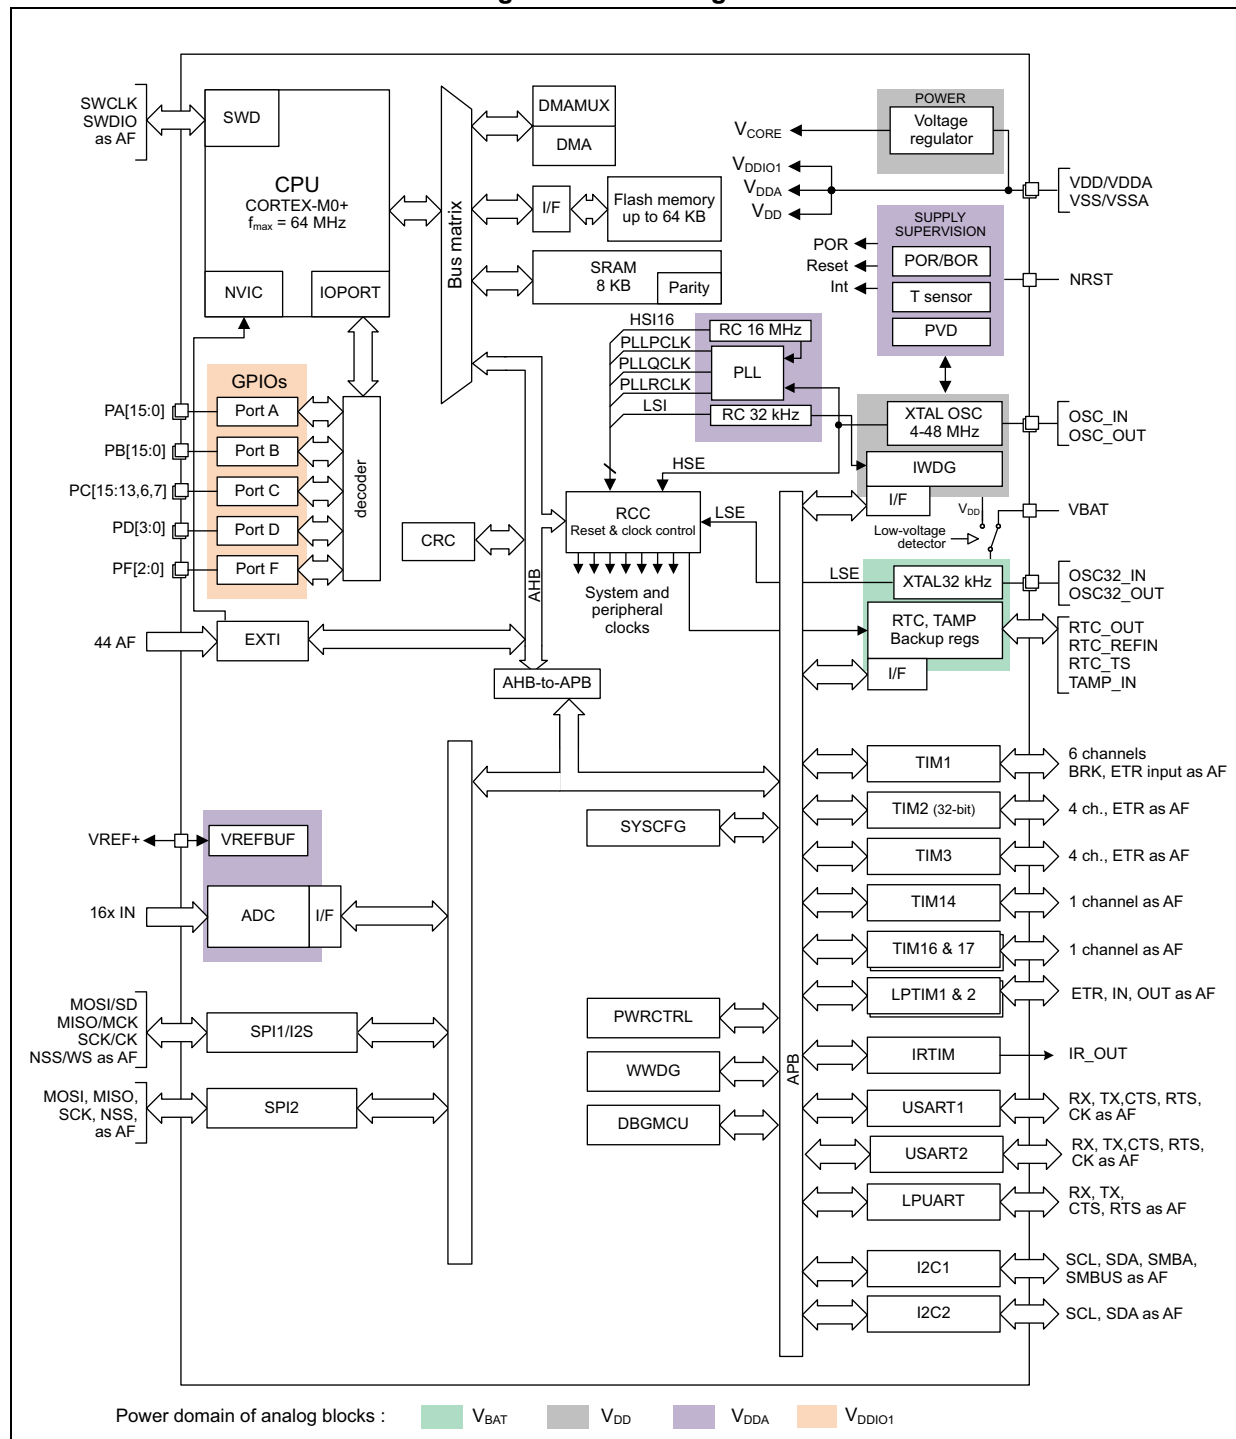 SWCLK
SWDIO
as AF
SWD
CPU
CORTEX-M0+
fmax = 64 MHz
NVIC
IOPORT
Bus matrix
DMAMUX
DMA
I/F
Flash memory
up to 64 KB
SRAM
8 KB
Parity
POWER
Voltage
regulator
VCORE
VDDIO1
VDDA
VDD
VDD/VDDA
VSS/VSSA
SUPPLY
SUPERVISION
POR
Reset
Int
POR/BOR
T sensor
PVD
NRST
HSI16
PLLPCLK
PLLQCLK
PLLRCLK
LSI
RC 16 MHz
PLL
RC 32 kHz
GPIOs
PA[15:0]
Port A
PB[15:0]
Port B
PC[15:13,6,7]
Port C
PD[3:0]
Port D
PF[2:0]
Port F
decoder
XTAL OSC
4-48 MHz
OSC_IN
OSC_OUT
IWDG
I/F
HSE
RCC
Reset & clock control
LSE
VDD
VBAT
Low-voltage
detector
CRC
AHB
System and
peripheral
clocks
LSE
XTAL32 kHz
OSC32_IN
OSC32_OUT
RTC, TAMP
Backup regs
I/F
RTC_OUT
RTC_REFIN
RTC_TS
TAMP_IN
44 AF
EXTI
AHB-to-APB
TIM1
6 channels
BRK, ETR input as AF
TIM2 (32-bit)
4 ch., ETR as AF
SYSCFG
VREF+
VREFBUF
TIM3
4 ch., ETR as AF
16x IN
ADC
I/F
TIM14
1 channel as AF
TIM16 & 17
1 channel as AF
LPTIM1 & 2
ETR, IN, OUT as AF
MOSI/SD
MISO/MCK
SCK/CK
NSS/WS as AF
SPI1/I2S
PWRCTRL
APB
IRTIM
IR_OUT
WWDG
MOSI, MISO,
SCK, NSS,
as AF
SPI2
DBGMCU
USART1
RX, TX,CTS, RTS,
CK as AF
USART2
RX, TX,CTS, RTS,
CK as AF
LPUART
RX, TX,
CTS, RTS as AF
I2C1
SCL, SDA, SMBA,
SMBUS as AF
I2C2
SCL, SDA as AF
Power domain of analog blocks :
VBAT
VDD
VDDA
VDDIO1